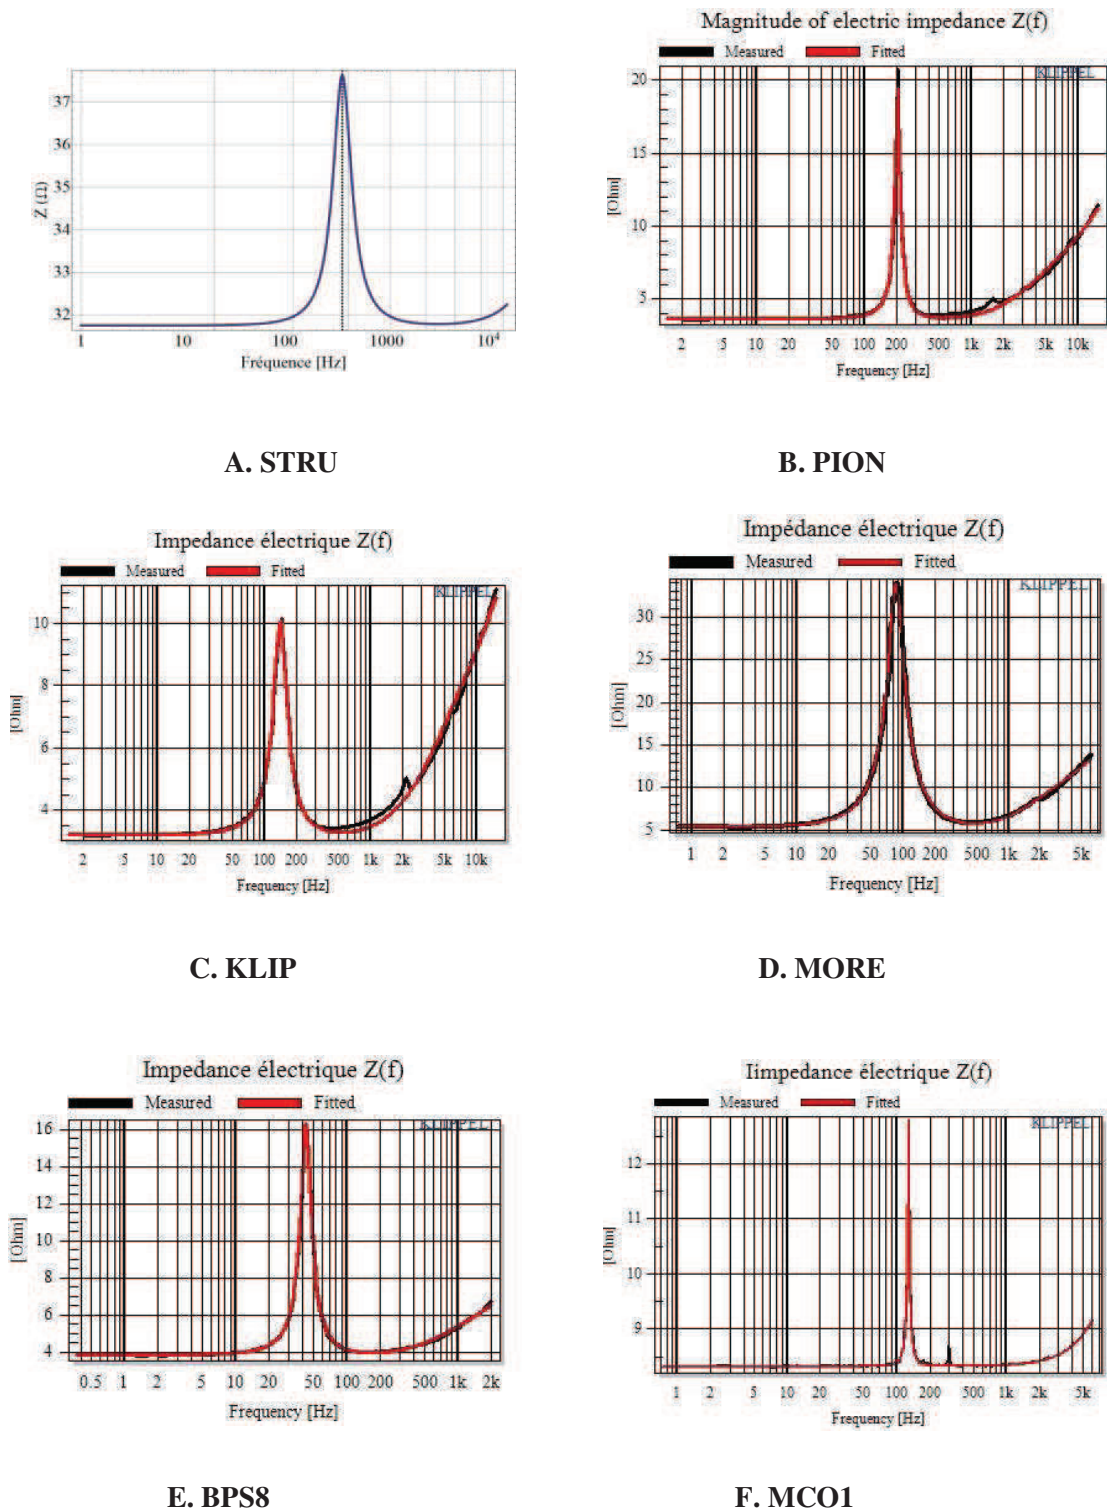 Magnitude of electric impedance Z(f)
Measured Fitted
37
36
35
34
33
32
Z (Ω)
1 10 100 1000 10⁴
Fréquence [Hz]
KLIPPEL
20
15
10
5
[Ohm]
2 5 10 20 50 100 200 500 1k 2k 5k 10k
Frequency [Hz]
A. STRU
B. PION
Impedance électrique Z(f)
Measured Fitted
KLIPPEL
10
8
6
4
[Ohm]
2 5 10 20 50 100 200 500 1k 2k 5k 10k
Frequency [Hz]
Impédance électrique Z(f)
Measured Fitted
KLIPPEL
30
25
20
15
10
5
[Ohm]
1 2 5 10 20 50 100 200 500 1k 2k 5k
Frequency [Hz]
C. KLIP
D. MORE
Impedance électrique Z(f)
Measured Fitted
KLIPPEL
16
14
12
10
8
6
4
[Ohm]
0.5 1 2 5 10 20 50 100 200 500 1k 2k
Frequency [Hz]
Iimpedance électrique Z(f)
Measured Fitted
KLIPPEL
12
11
10
9
[Ohm]
1 2 5 10 20 50 100 200 500 1k 2k 5k
Frequency [Hz]
E. BPS8
F. MCO1